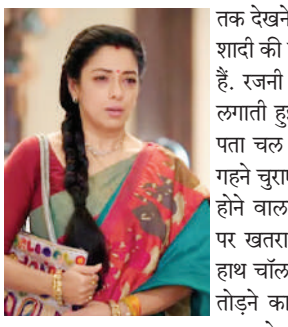 तक देखने
शादी की
हैं. रजनी
लगाती हुई
पता चल
गहने चुराए
होने वाल
पर खतरा
हाथ चॉल
तोड़ने का